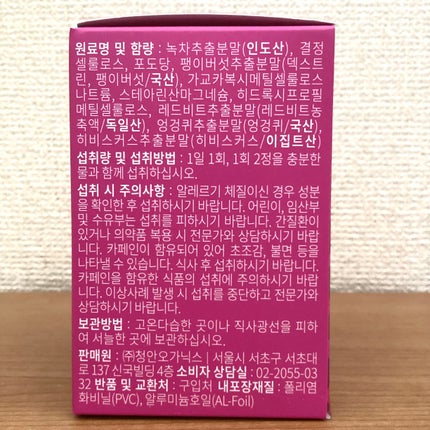 원료명 및 함량 : 녹차추출분말(인도산), 결정
셀룰로스, 포도당, 팽이버섯추출분말(덱스트
린, 팽이버섯/국산), 가교카복시메틸셀룰로스
나트륨, 스테아린산마그네슘, 히드록시프로필
메틸셀룰로스, 레드비트추출분말(레드비트농
축액/독일산), 엉겅퀴추출분말(엉겅퀴/국산),
히비스커스추출분말(히비스커스/이집트산)
섭취량 및 섭취방법 : 1일 1회, 1회 2정을 충분한
물과 함께 섭취하십시오.
섭취 시 주의사항 : 알레르기 체질이신 경우 성분
을 확인한 후 섭취하시기 바랍니다. 어린이, 임산부
및 수유부는 섭취를 피하시기 바랍니다. 간질환이
있거나 의약품 복용 시 전문가와 상담하시기 바랍
니다. 카페인이 함유되어 있어 초조감, 불면 등을
나타낼 수 있습니다. 식사 후 섭취하시기 바랍니다.
카페인을 함유한 식품의 섭취에 주의하시기 바랍
니다. 이상사례 발생 시 섭취를 중단하고 전문가와
상담하시기 바랍니다.
보관방법 : 고온다습한 곳이나 직사광선을 피하
여 서늘한 곳에 보관하십시오.
판매원 : ㈜청안오가닉스 | 서울시 서초구 서초대
로 137 신국빌딩 4층 소비자 상담실 : 02-2055-03
32 반품 및 교환처 : 구입처 내포장재질 : 폴리염
화비닐(PVC), 알루미늄호일(AL-Foil)